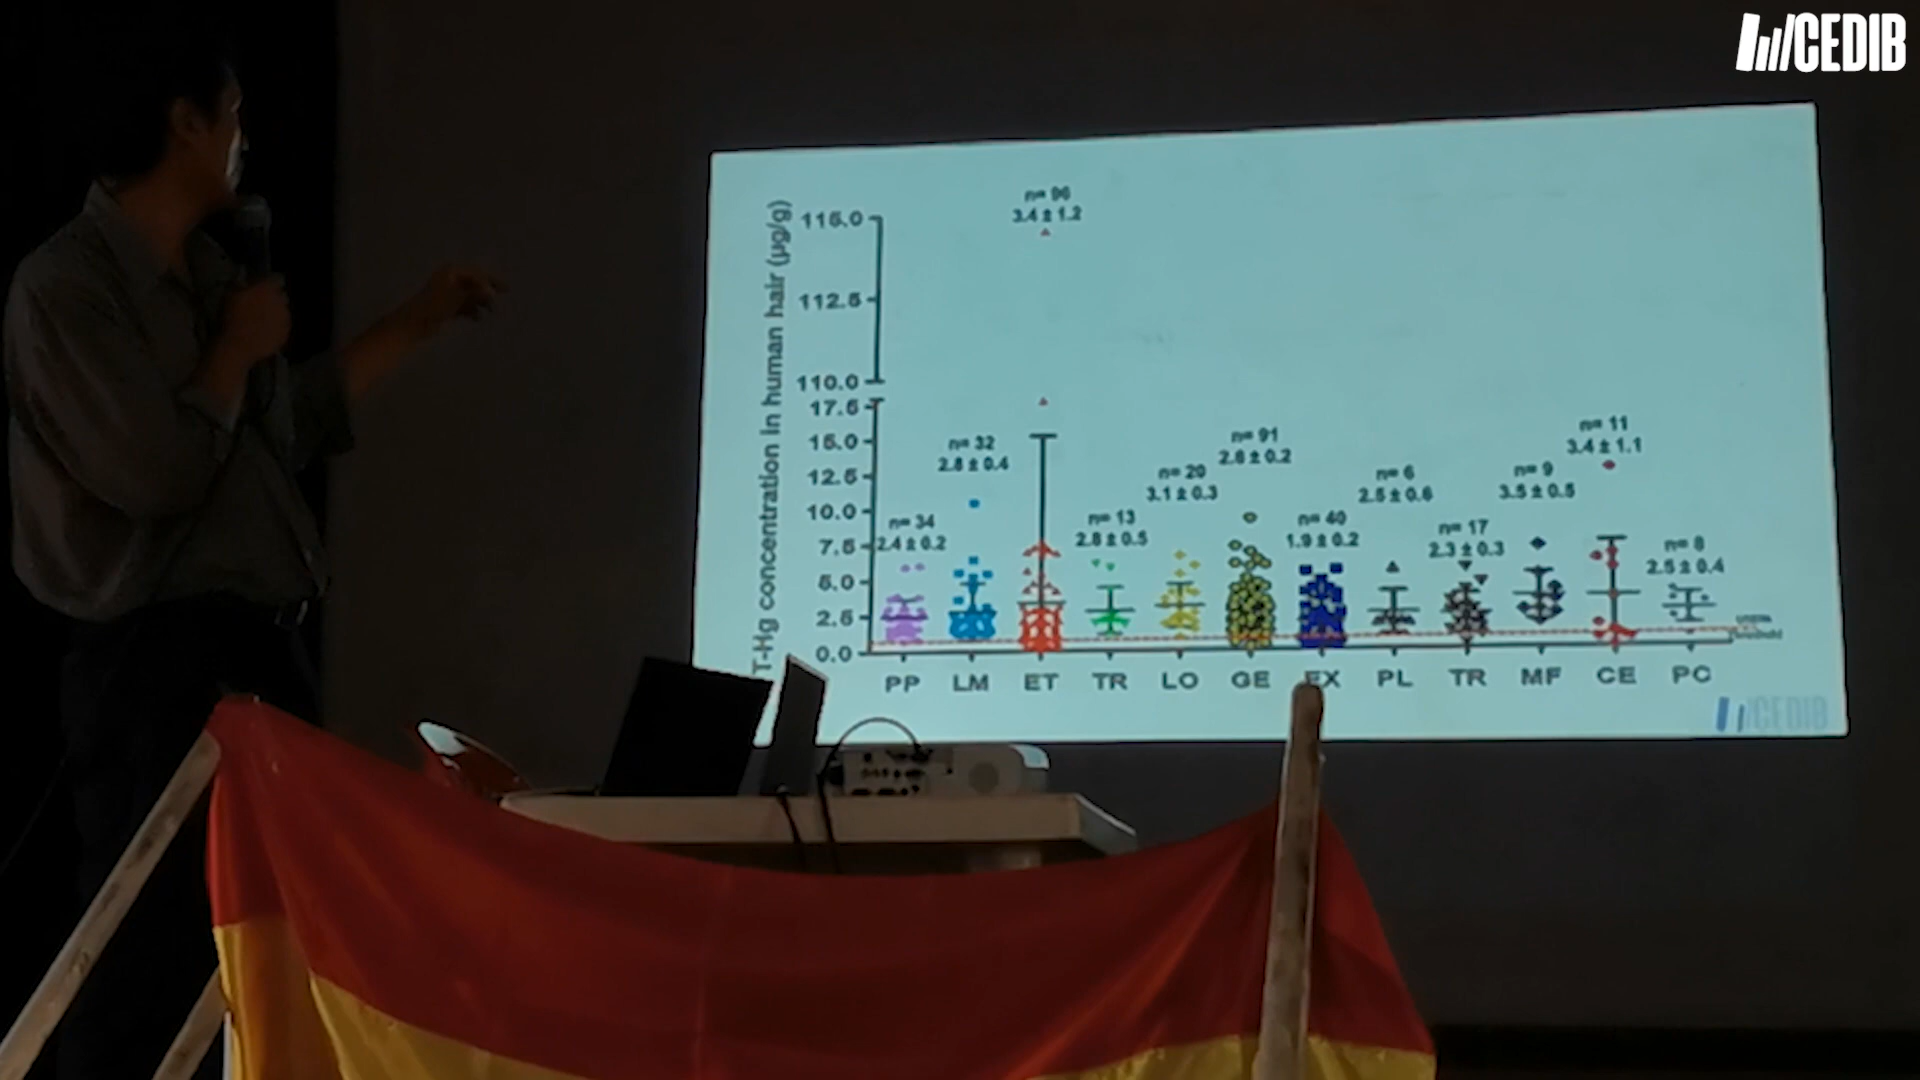 CEDIB
T-Hg concentration in human hair (µg/g)
115.0
112.5
110.0
17.5
15.0
12.5
10.0
7.5
5.0
2.5
0.0
n= 34
2.4 ± 0.2
n= 32
2.8 ± 0.4
n= 96
3.4 ± 1.2
n= 13
2.8 ± 0.5
n= 20
3.1 ± 0.3
n= 91
2.8 ± 0.2
n= 40
1.9 ± 0.2
n= 6
2.5 ± 0.6
n= 17
2.3 ± 0.3
n= 9
3.5 ± 0.5
n= 11
3.4 ± 1.1
n= 8
2.5 ± 0.4
PP LM ET TR LO GE EX PL TR MF CE PC
CEDIB